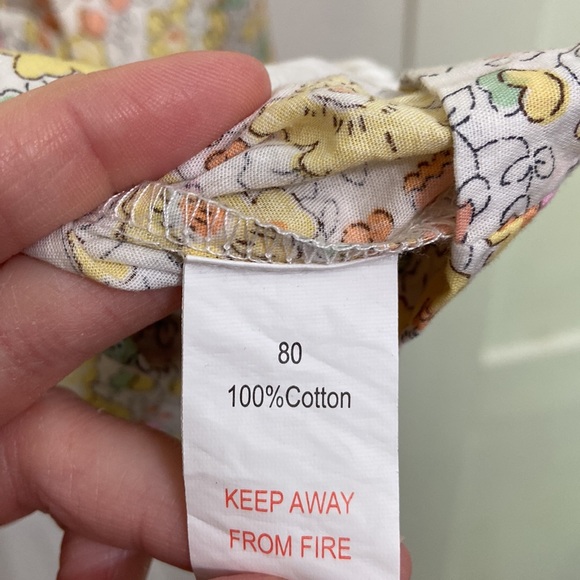 80
100%Cotton
KEEP AWAY
FROM FIRE